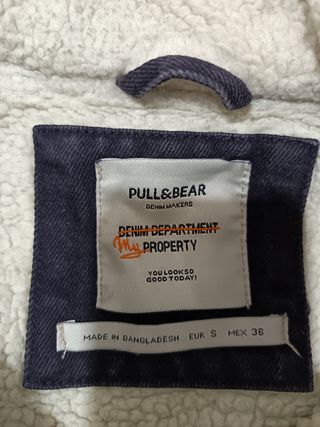 PULL&BEAR
DENIM MAKERS
DENIM DEPARTMENT
My PROPERTY
YOU LOOK SO
GOOD TODAY!
MADE IN BANGLADESH EUR S MEX 36